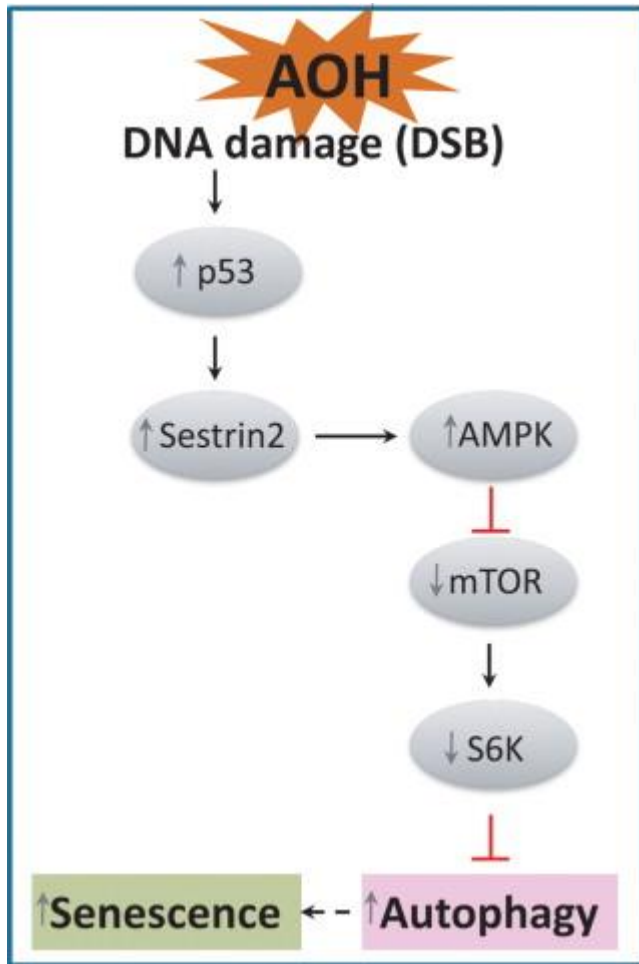 AOH
DNA damage (DSB)
↑ p53
↑ Sestrin2
↑AMPK
↓ mTOR
↓ S6K
↑Senescence
↑Autophagy